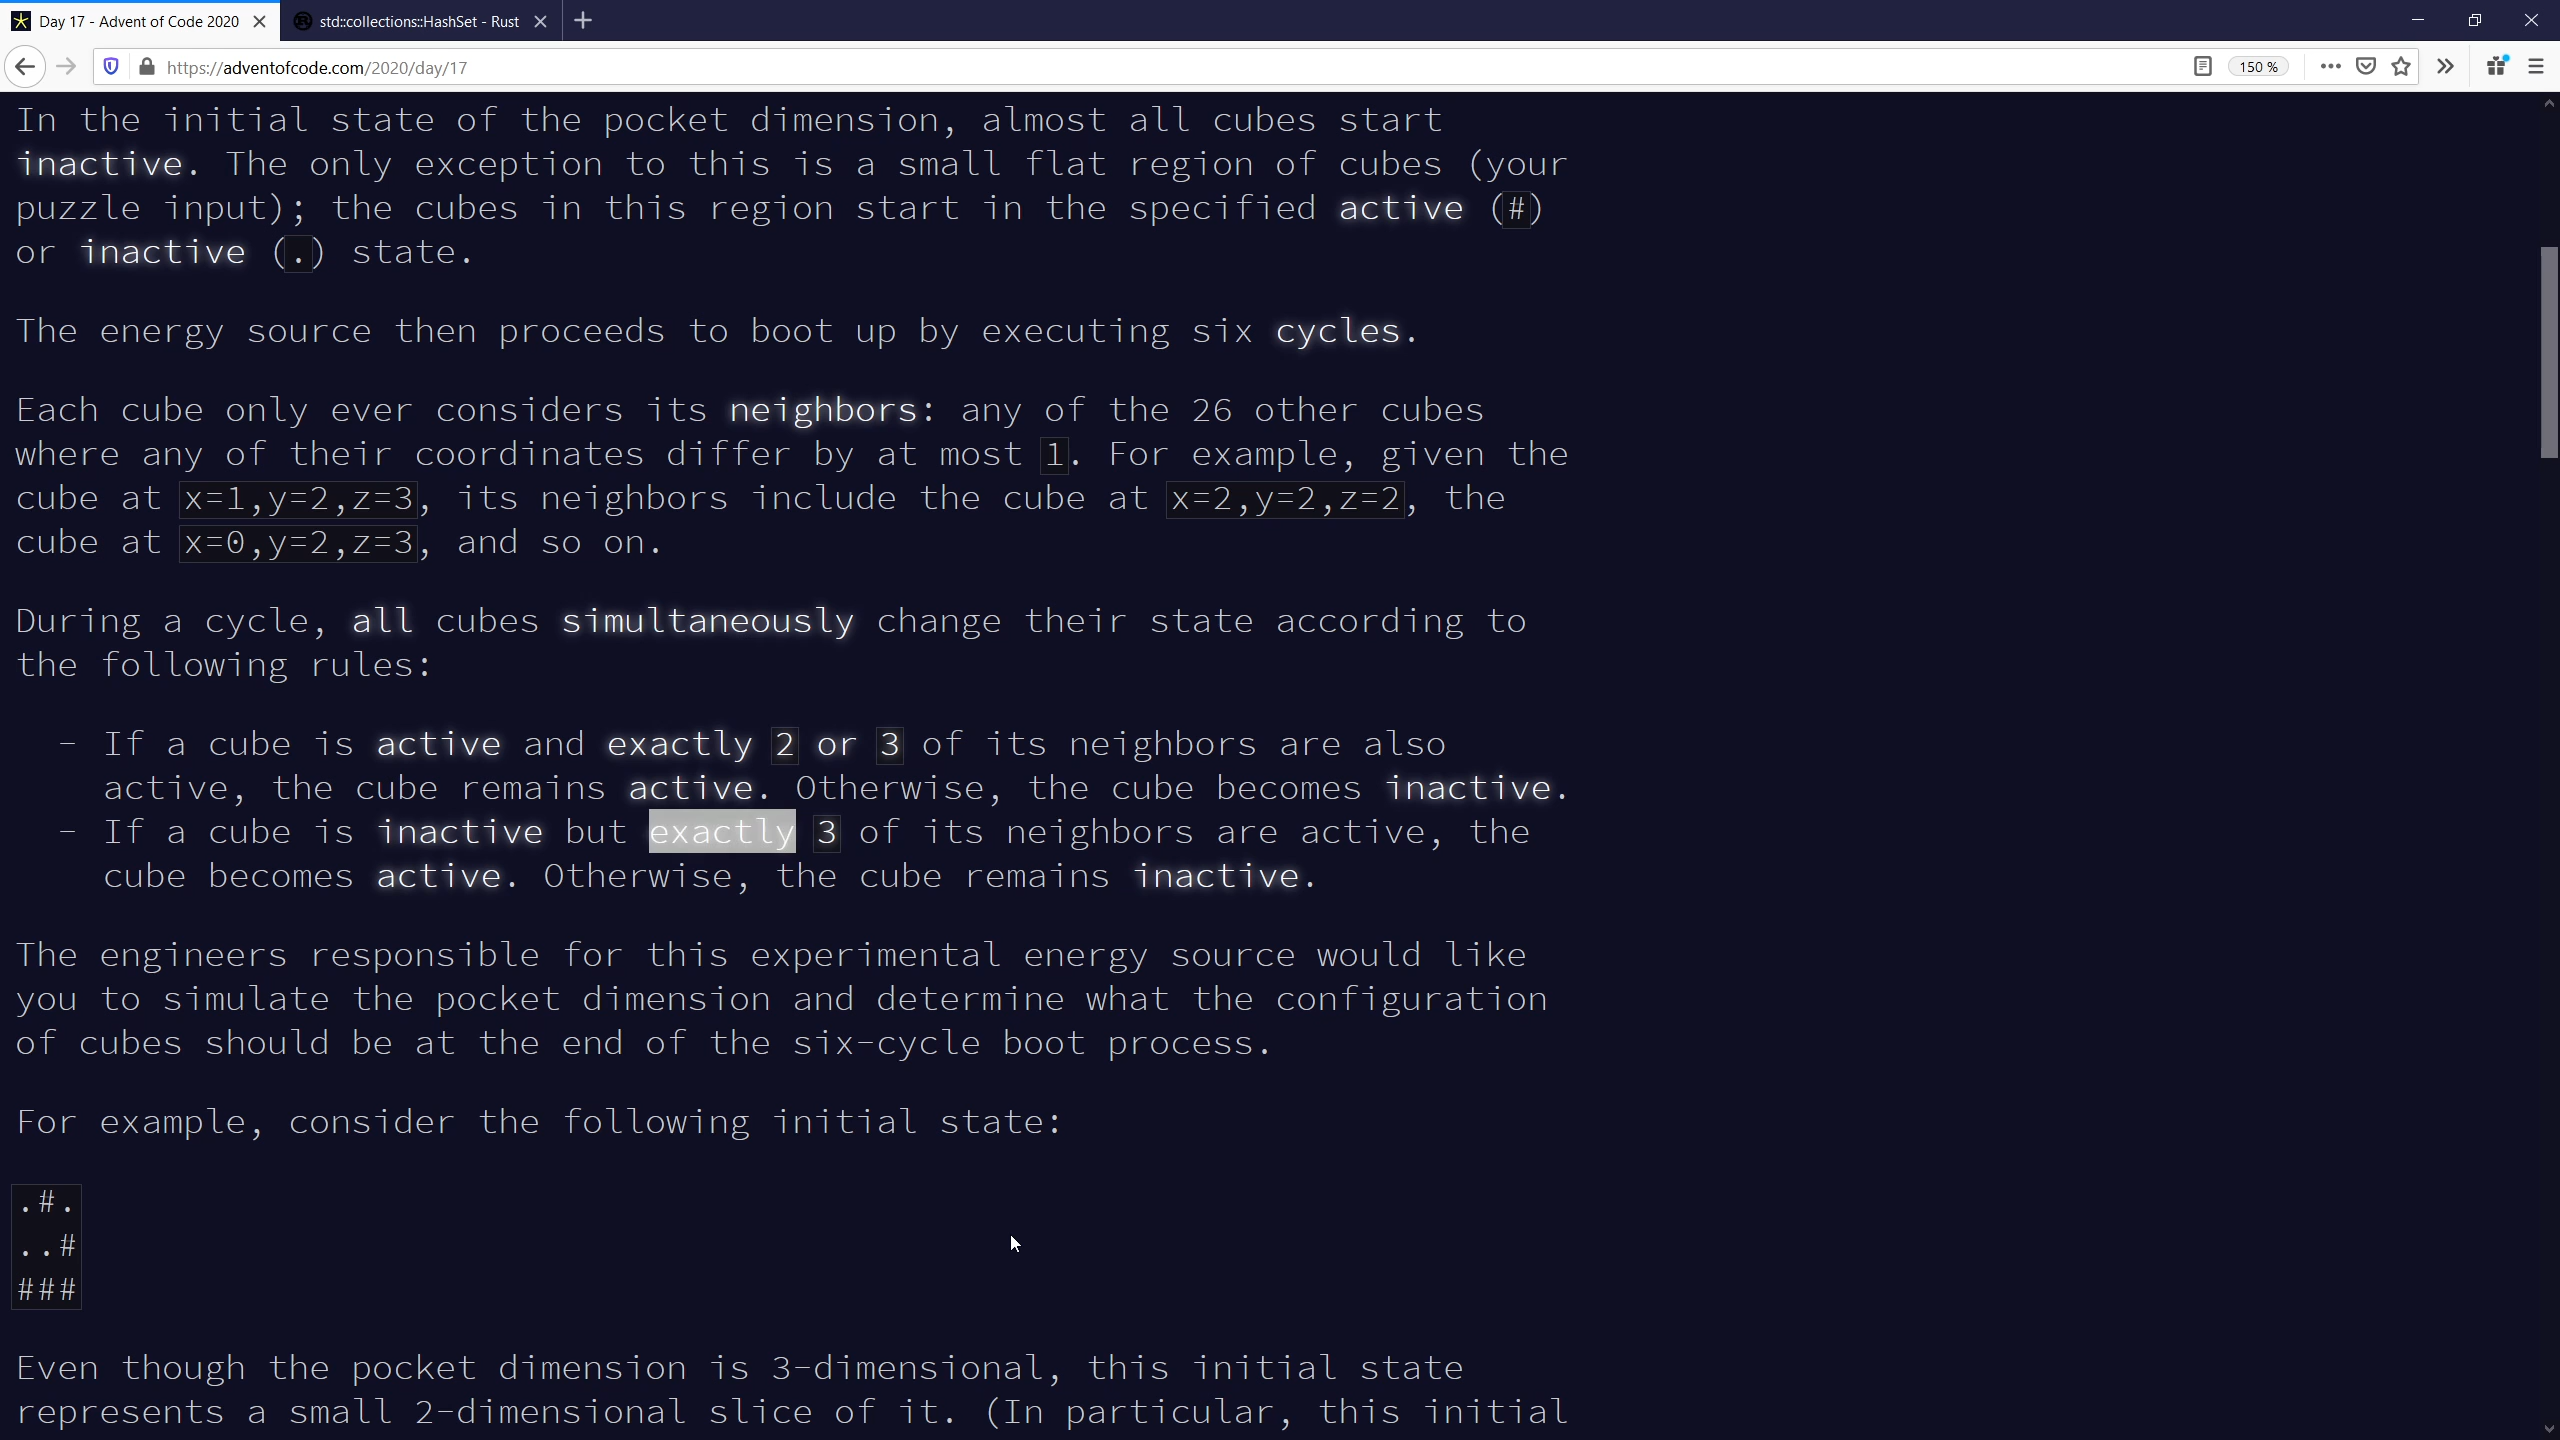 Day 17 - Advent of Code 2020
std::collections::HashSet - Rust
https://adventofcode.com/2020/day/17
150 %
In the initial state of the pocket dimension, almost all cubes start
inactive. The only exception to this is a small flat region of cubes (your
puzzle input); the cubes in this region start in the specified active (#)
or inactive (.) state.
The energy source then proceeds to boot up by executing six cycles.
Each cube only ever considers its neighbors: any of the 26 other cubes
where any of their coordinates differ by at most 1. For example, given the
cube at x=1,y=2,z=3, its neighbors include the cube at x=2,y=2,z=2, the
cube at x=0,y=2,z=3, and so on.
During a cycle, all cubes simultaneously change their state according to
the following rules:
- If a cube is active and exactly 2 or 3 of its neighbors are also
active, the cube remains active. Otherwise, the cube becomes inactive.
- If a cube is inactive but exactly 3 of its neighbors are active, the
cube becomes active. Otherwise, the cube remains inactive.
The engineers responsible for this experimental energy source would like
you to simulate the pocket dimension and determine what the configuration
of cubes should be at the end of the six-cycle boot process.
For example, consider the following initial state:
.#.
..#
###
Even though the pocket dimension is 3-dimensional, this initial state
represents a small 2-dimensional slice of it. (In particular, this initial